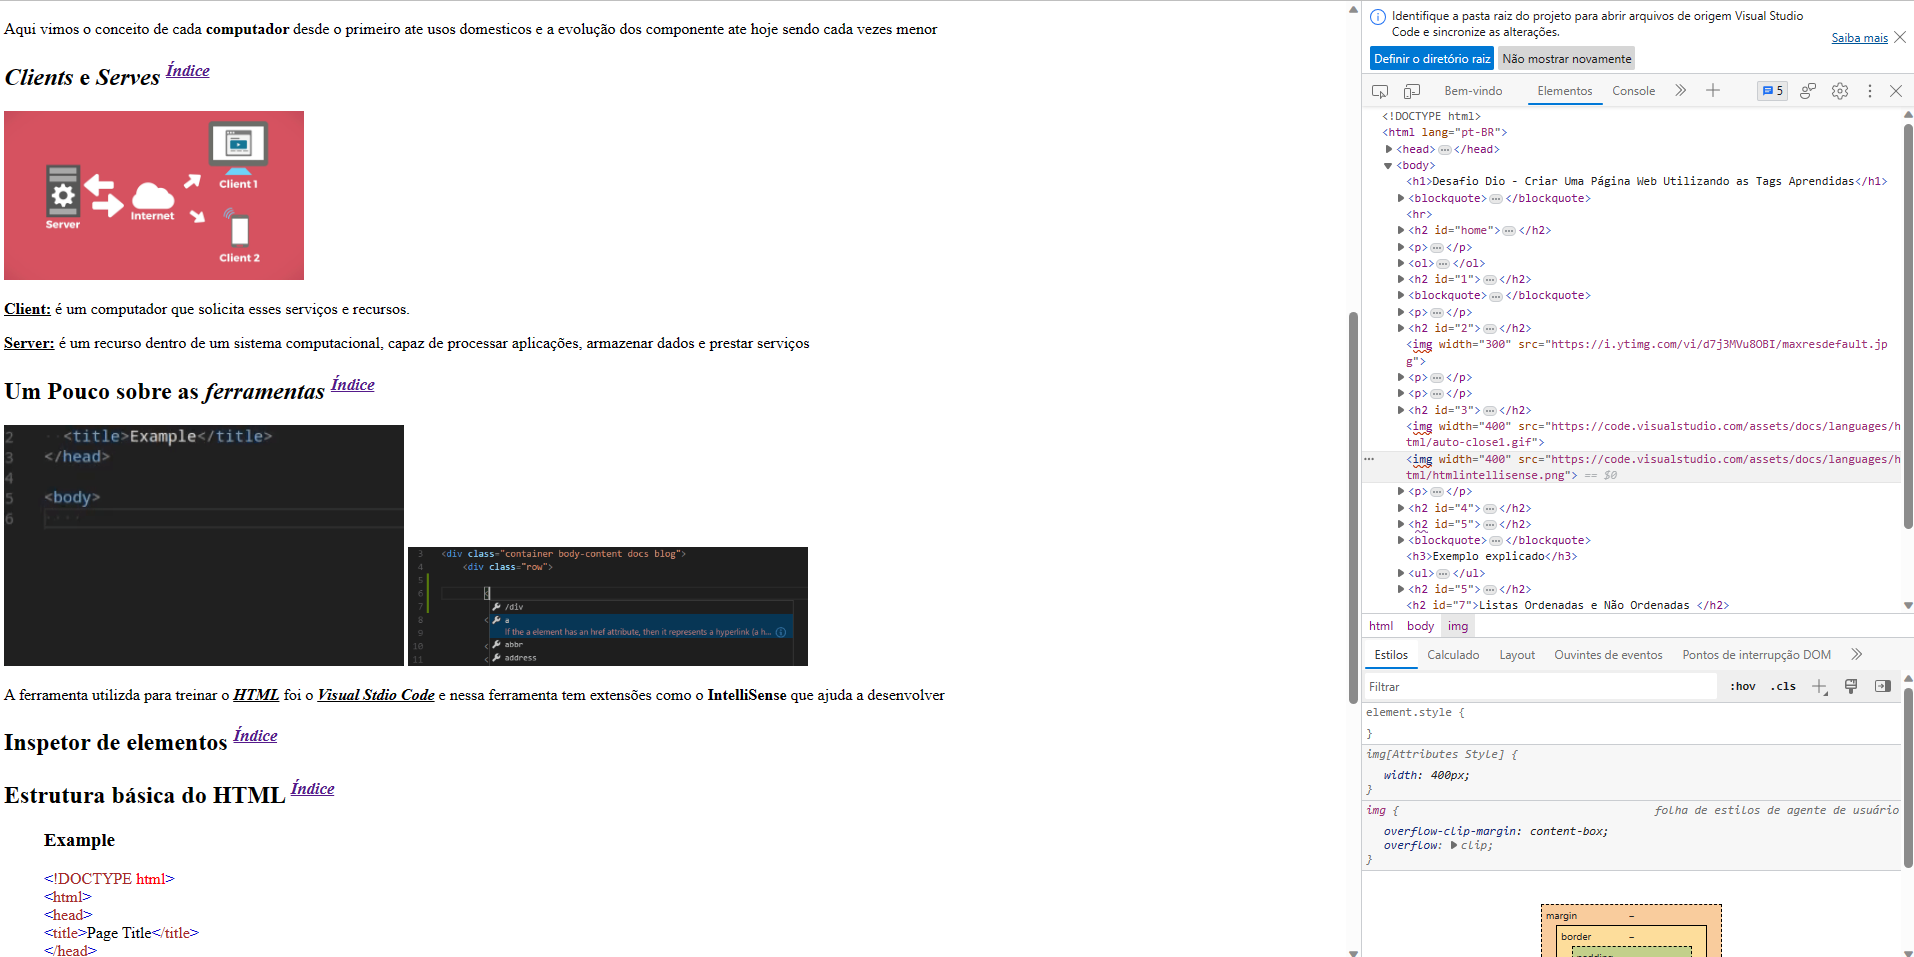 Aqui vimos o conceito de cada computador desde o primeiro ate usos domesticos e a evolução dos componente ate hoje sendo cada vezes menor
Clients e Serves Índice
Server
Internet
Client 1
Client 2
Client: é um computador que solicita esses serviços e recursos.
Server: é um recurso dentro de um sistema computacional, capaz de processar aplicações, armazenar dados e prestar serviços
Um Pouco sobre as ferramentas Índice
2 <title>Example</title>
3 </head>
4
5 <body>
6
3 <div class="container body-content docs blog">
4 <div class="row">
5
6 <
7 /div
8 < a
9 If the a element has an href attribute, then it represents a hyperlink (a h...
10 < abbr
11 < address
A ferramenta utilizda para treinar o HTML foi o Visual Stdio Code e nessa ferramenta tem extensões como o IntelliSense que ajuda a desenvolver
Inspetor de elementos Índice
Estrutura básica do HTML Índice
Example
<!DOCTYPE html>
<html>
<head>
<title>Page Title</title>
</head>
Identifique a pasta raiz do projeto para abrir arquivos de origem Visual Studio
Code e sincronize as alterações.
Saiba mais
Definir o diretório raiz Não mostrar novamente
Bem-vindo Elementos Console 5
<!DOCTYPE html>
<html lang="pt-BR">
<head> … </head>
<body>
<h1>Desafio Dio - Criar Uma Página Web Utilizando as Tags Aprendidas</h1>
<blockquote> … </blockquote>
<hr>
<h2 id="home"> … </h2>
<p> … </p>
<ol> … </ol>
<h2 id="1"> … </h2>
<blockquote> … </blockquote>
<p> … </p>
<h2 id="2"> … </h2>
<img width="300" src="https://i.ytimg.com/vi/d7j3MVu8OBI/maxresdefault.jp
g">
<p> … </p>
<p> … </p>
<h2 id="3"> … </h2>
<img width="400" src="https://code.visualstudio.com/assets/docs/languages/h
tml/auto-close1.gif">
… <img width="400" src="https://code.visualstudio.com/assets/docs/languages/h
tml/htmlintellisense.png"> == $0
<p> … </p>
<h2 id="4"> … </h2>
<h2 id="5"> … </h2>
<blockquote> … </blockquote>
<h3>Exemplo explicado</h3>
<ul> … </ul>
<h2 id="5"> … </h2>
<h2 id="7">Listas Ordenadas e Não Ordenadas </h2>
html body img
Estilos Calculado Layout Ouvintes de eventos Pontos de interrupção DOM
Filtrar :hov .cls
element.style {
}
img[Attributes Style] {
width: 400px;
}
img { folha de estilos de agente de usuário
overflow-clip-margin: content-box;
overflow: clip;
}
margin –
border –
padding